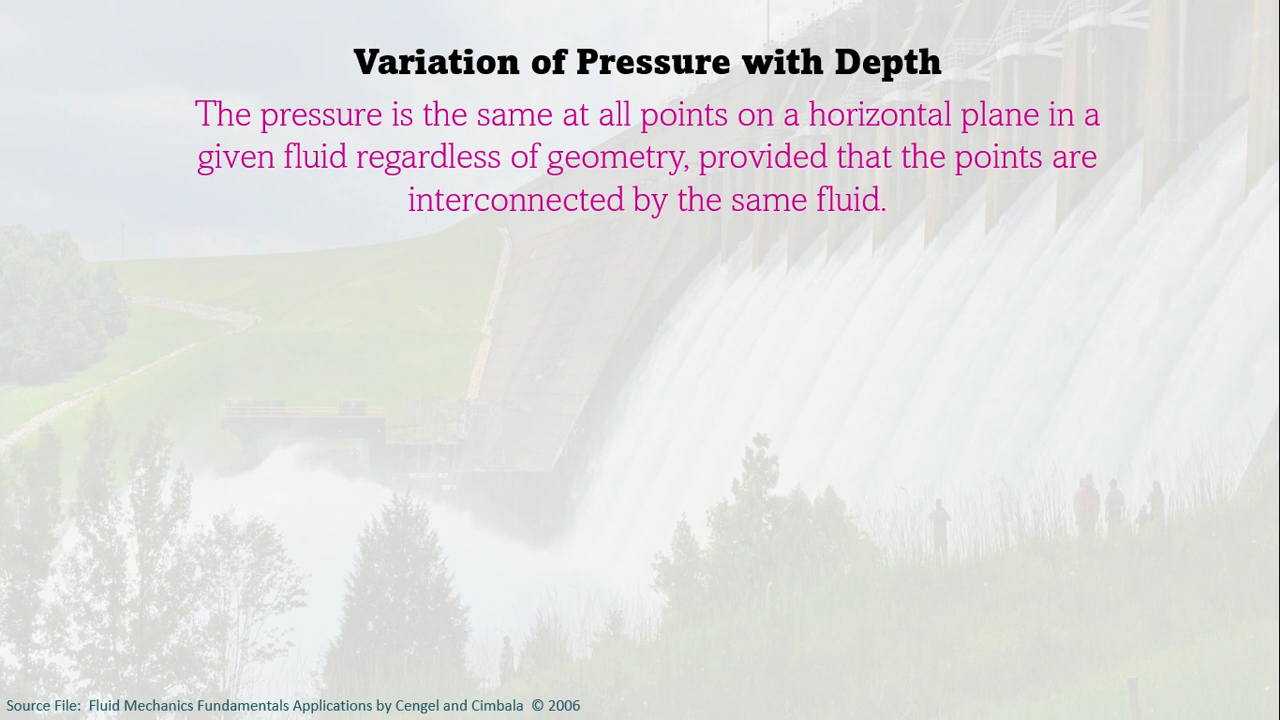 Variation of Pressure with Depth
The pressure is the same at all points on a horizontal plane in a
given fluid regardless of geometry, provided that the points are
interconnected by the same fluid.
Source File:  Fluid Mechanics Fundamentals Applications by Cengel and Cimbala  © 2006